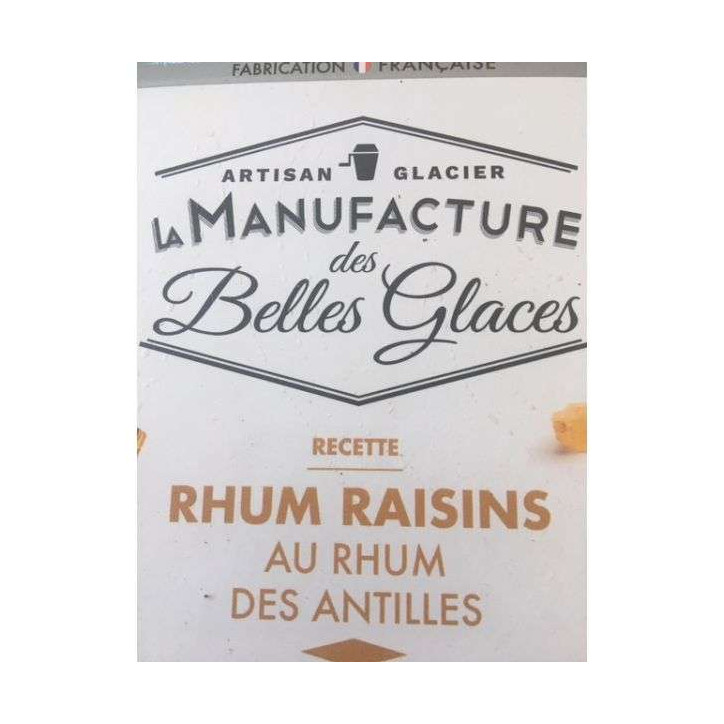 FABRICATION FRANÇAISE
ARTISAN GLACIER
LA MANUFACTURE
des
Belles Glaces
RECETTE
RHUM RAISINS
AU RHUM
DES ANTILLES